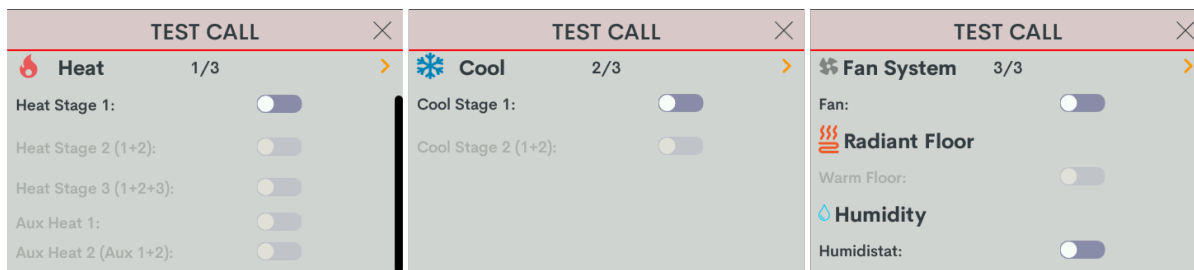 TEST CALL
Heat 1/3
Heat Stage 1:
Heat Stage 2 (1+2):
Heat Stage 3 (1+2+3):
Aux Heat 1:
Aux Heat 2 (Aux 1+2):
TEST CALL
Cool 2/3
Cool Stage 1:
Cool Stage 2 (1+2):
TEST CALL
Fan System 3/3
Fan:
Radiant Floor
Warm Floor:
Humidity
Humidistat: